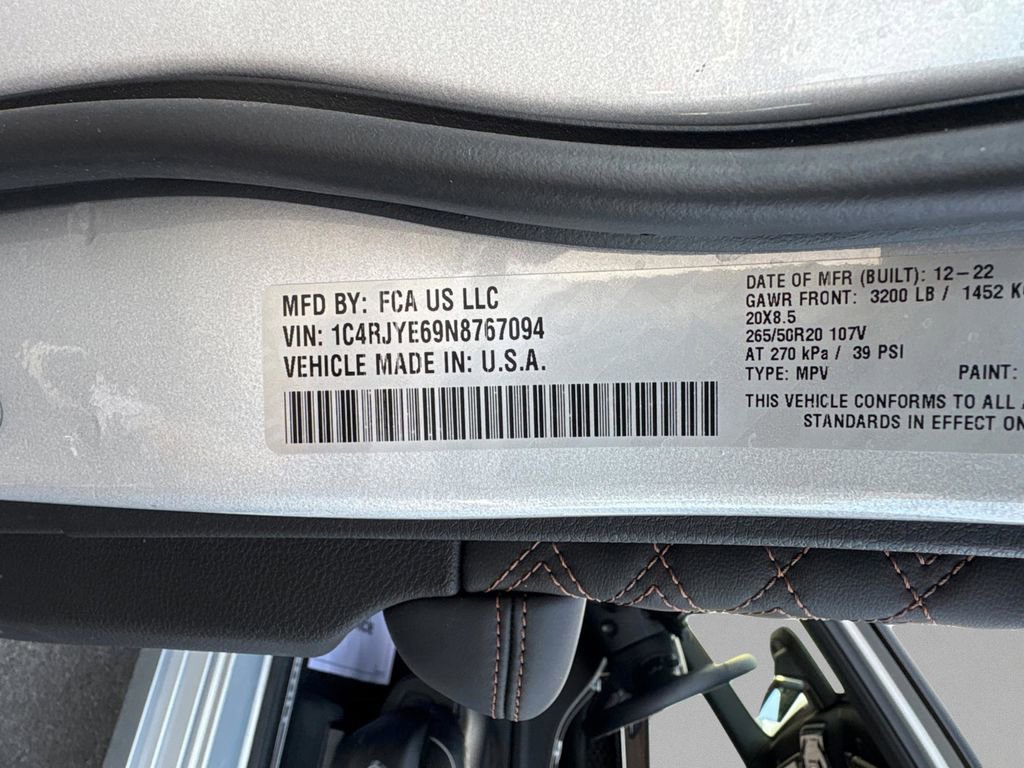 MFD BY: FCA US LLC
VIN: 1C4RJYE69N8767094
VEHICLE MADE IN: U.S.A.
DATE OF MFR (BUILT): 12-22
GAWR FRONT: 3200 LB / 1452 KG
20X8.5
265/50R20 107V
AT 270 kPa / 39 PSI
TYPE: MPV PAINT:
THIS VEHICLE CONFORMS TO ALL
STANDARDS IN EFFECT ON